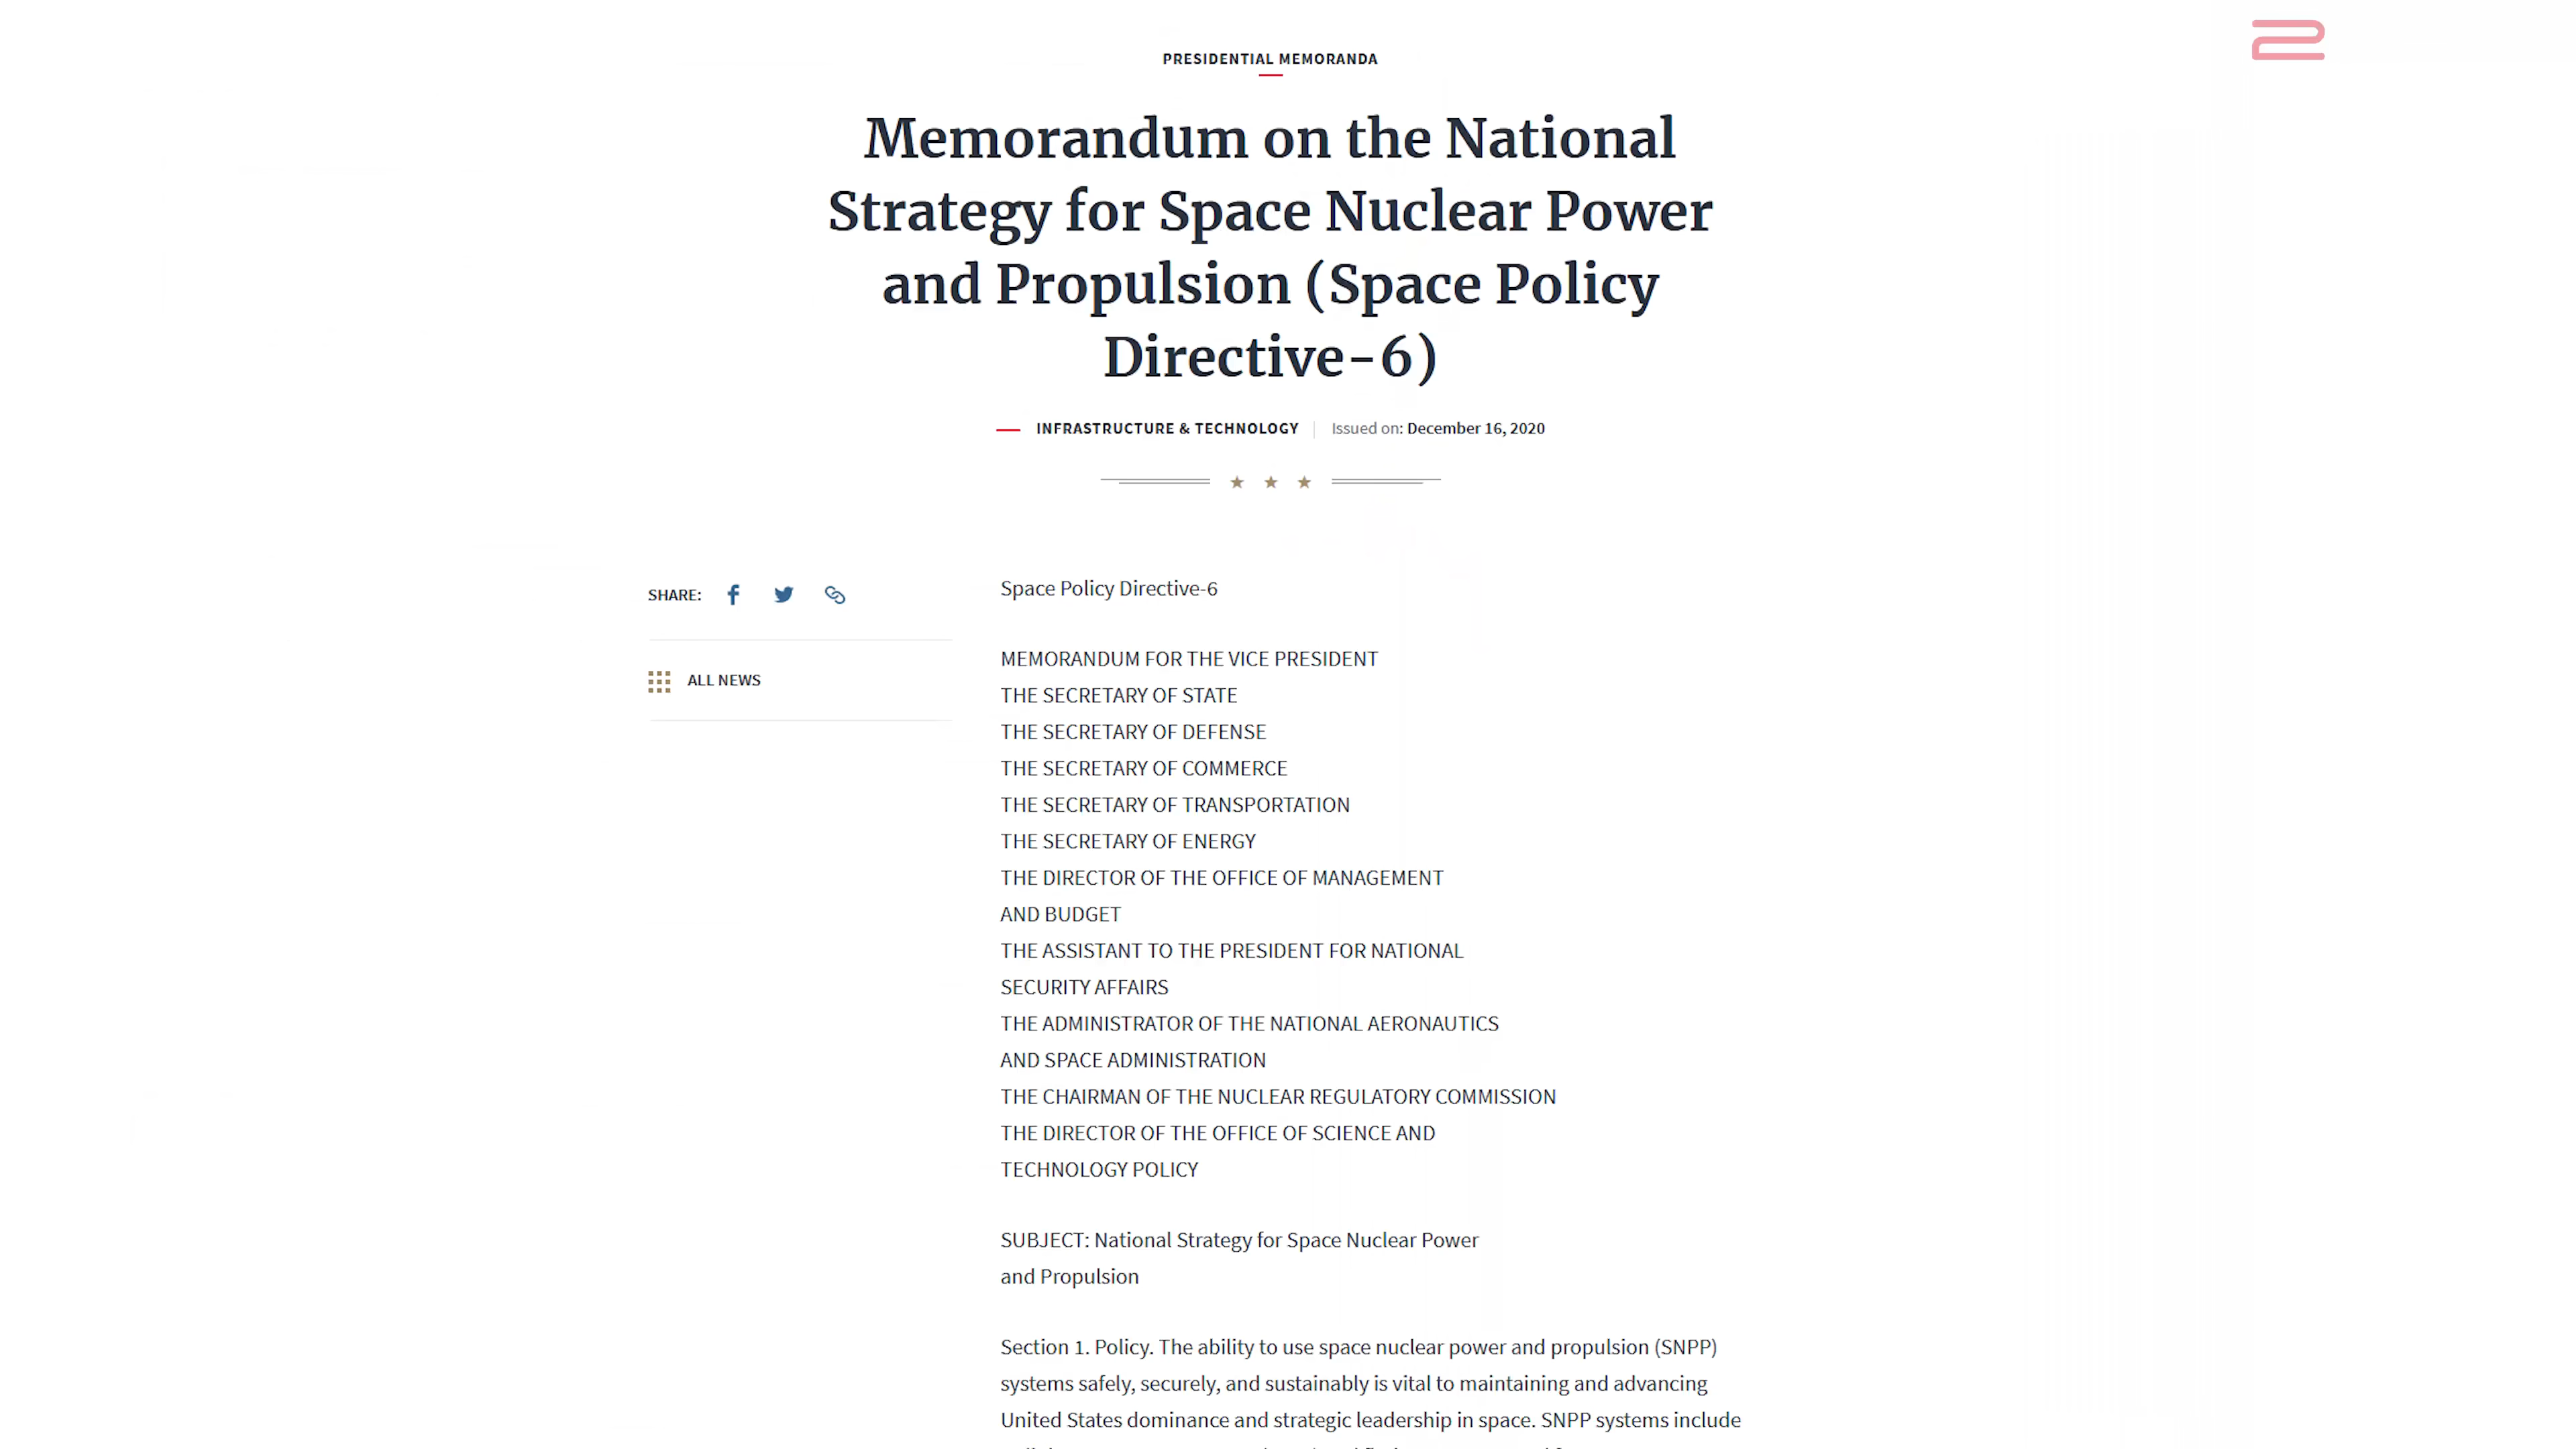 PRESIDENTIAL MEMORANDA
Memorandum on the National
Strategy for Space Nuclear Power
and Propulsion (Space Policy
Directive-6)
INFRASTRUCTURE & TECHNOLOGY Issued on: December 16, 2020
SHARE:
ALL NEWS
Space Policy Directive-6
MEMORANDUM FOR THE VICE PRESIDENT
THE SECRETARY OF STATE
THE SECRETARY OF DEFENSE
THE SECRETARY OF COMMERCE
THE SECRETARY OF TRANSPORTATION
THE SECRETARY OF ENERGY
THE DIRECTOR OF THE OFFICE OF MANAGEMENT
AND BUDGET
THE ASSISTANT TO THE PRESIDENT FOR NATIONAL
SECURITY AFFAIRS
THE ADMINISTRATOR OF THE NATIONAL AERONAUTICS
AND SPACE ADMINISTRATION
THE CHAIRMAN OF THE NUCLEAR REGULATORY COMMISSION
THE DIRECTOR OF THE OFFICE OF SCIENCE AND
TECHNOLOGY POLICY
SUBJECT: National Strategy for Space Nuclear Power
and Propulsion
Section 1. Policy. The ability to use space nuclear power and propulsion (SNPP)
systems safely, securely, and sustainably is vital to maintaining and advancing
United States dominance and strategic leadership in space. SNPP systems include